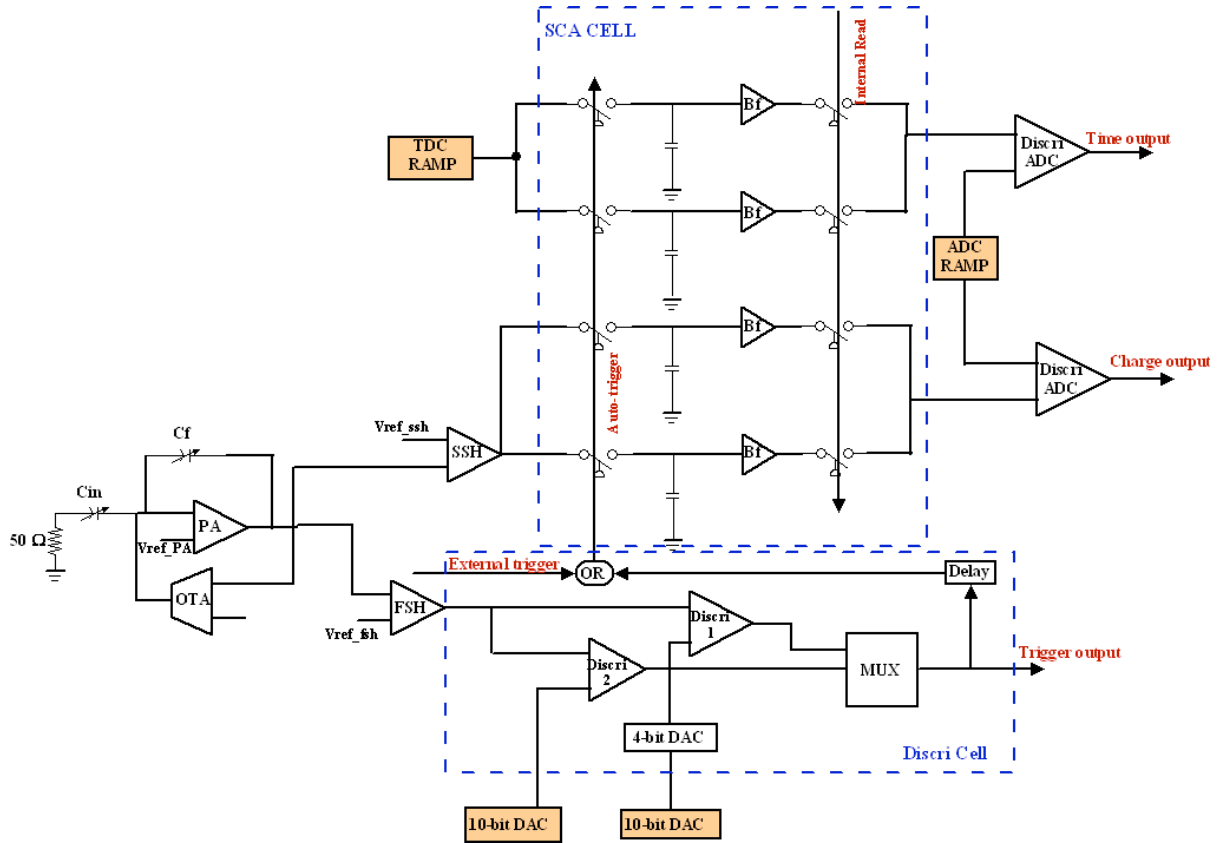 SCA CELL
Internal Read
Bf
TDC
RAMP
Discri
ADC
Time output
Bf
ADC
RAMP
Bf
Auto-trigger
Discri
ADC
Charge output
Vref_ssh
SSH
Bf
Cf
Cin
PA
50 Ω
Vref_PA
External trigger
OR
Delay
OTA
FSH
Vref_fsh
Discri
1
Discri
2
MUX
Trigger output
4-bit DAC
Discri Cell
10-bit DAC
10-bit DAC